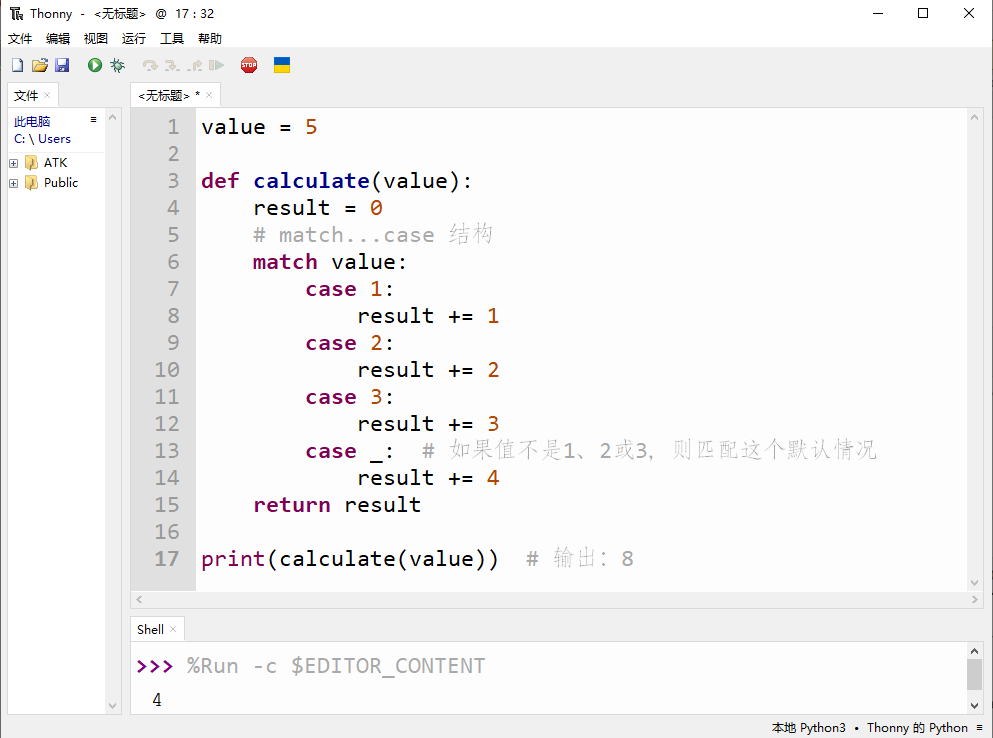 Thonny - <无标题> @ 17 : 32
文件 编辑 视图 运行 工具 帮助
STOP
文件 ×
<无标题> * ×
此电脑 ≡
C: \ Users
ATK
Public
1 value = 5
2
3 def calculate(value):
4     result = 0
5     # match...case 结构
6     match value:
7         case 1:
8             result += 1
9         case 2:
10             result += 2
11         case 3:
12             result += 3
13         case _:  # 如果值不是1、2或3，则匹配这个默认情况
14             result += 4
15     return result
16
17 print(calculate(value))  # 输出：8
Shell ×
>>> %Run -c $EDITOR_CONTENT
4
本地 Python3 • Thonny 的 Python ≡